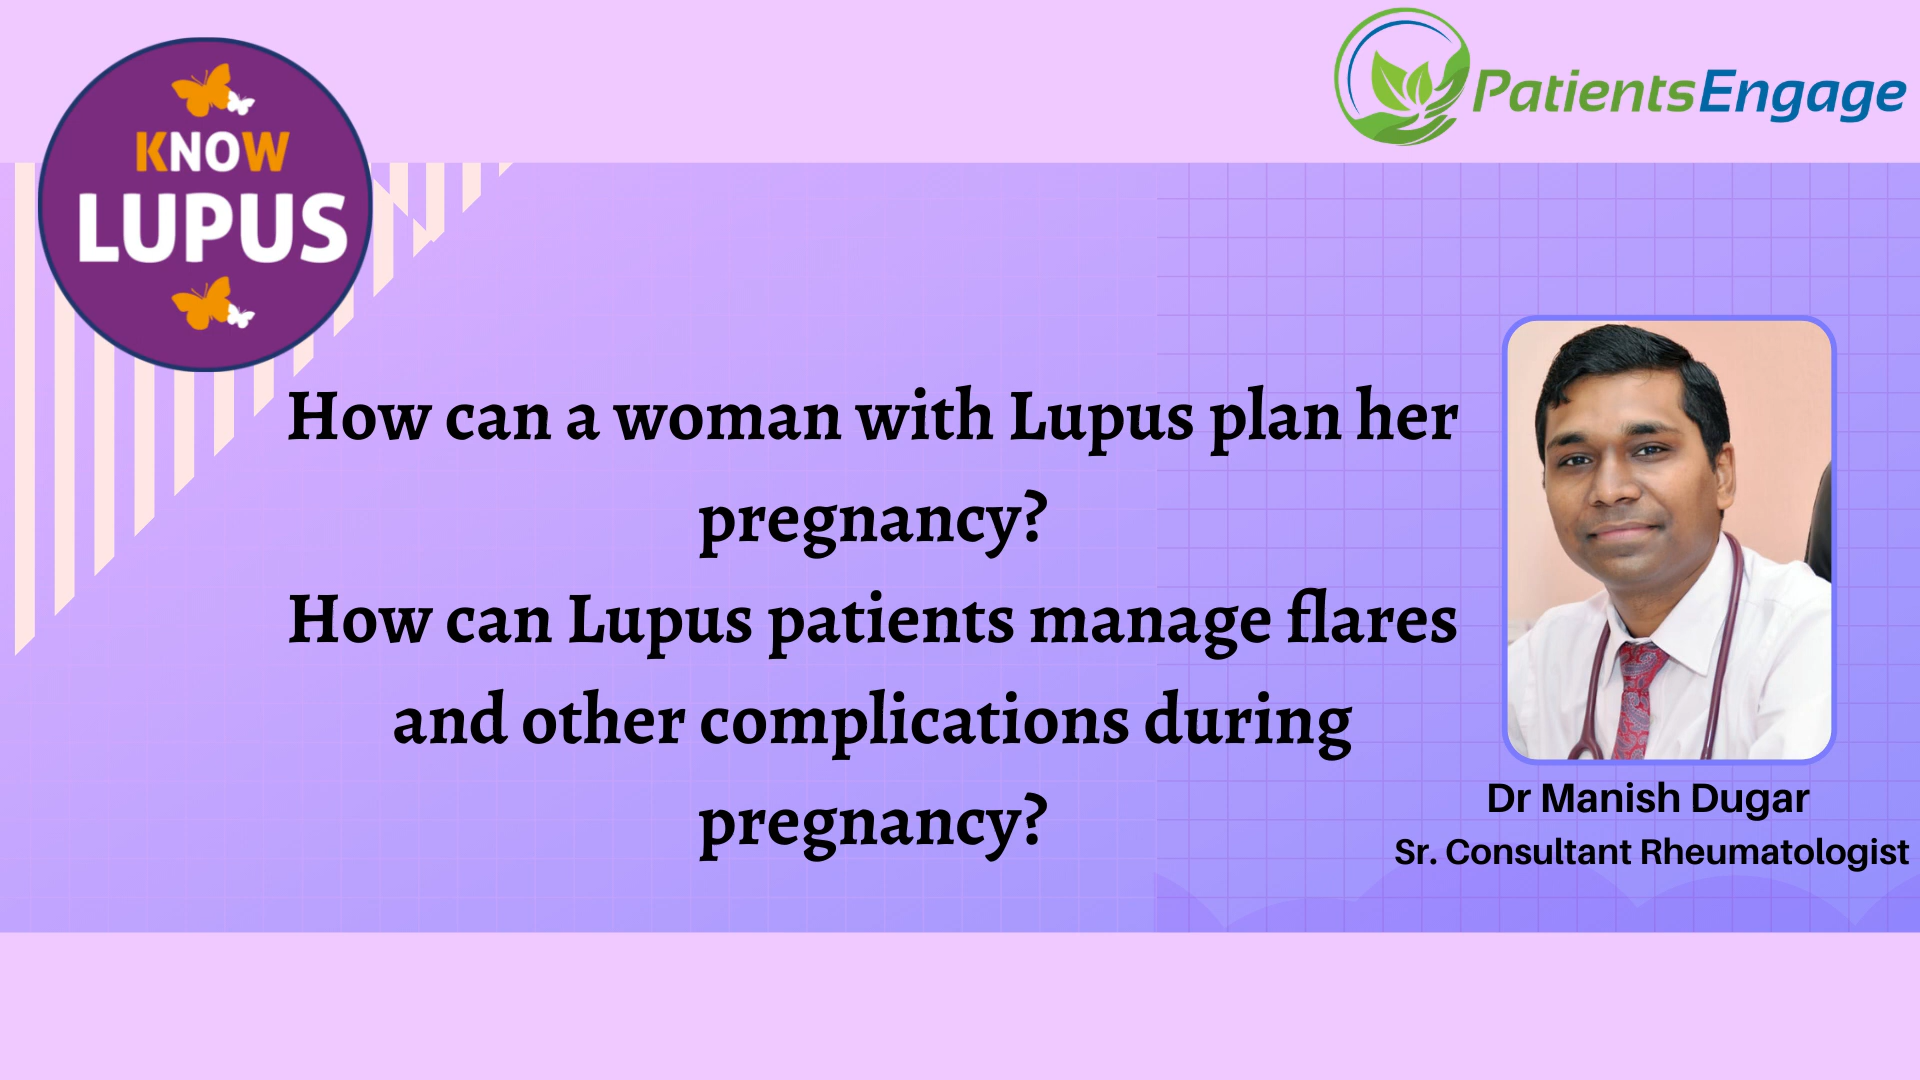 KNOW
LUPUS
PatientsEngage
How can a woman with Lupus plan her
pregnancy?
How can Lupus patients manage flares
and other complications during
pregnancy?
Dr Manish Dugar
Sr. Consultant Rheumatologist